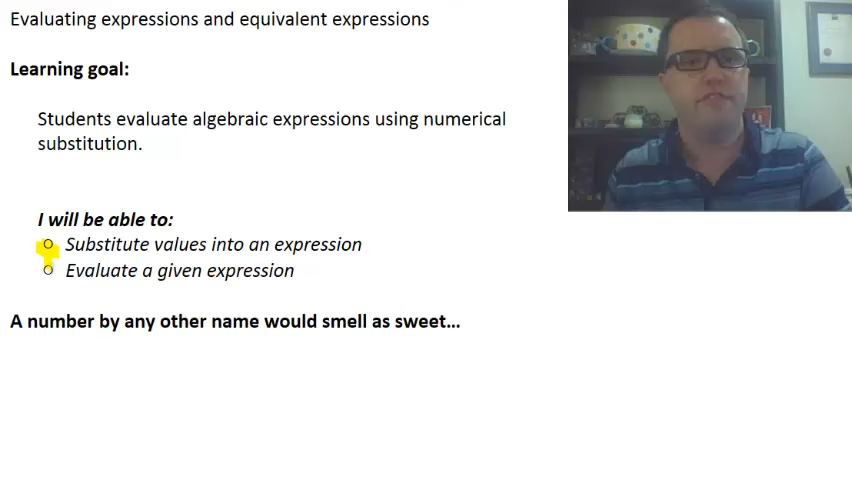 Evaluating expressions and equivalent expressions
Learning goal:
Students evaluate algebraic expressions using numerical
substitution.
I will be able to:
Substitute values into an expression
Evaluate a given expression
A number by any other name would smell as sweet...